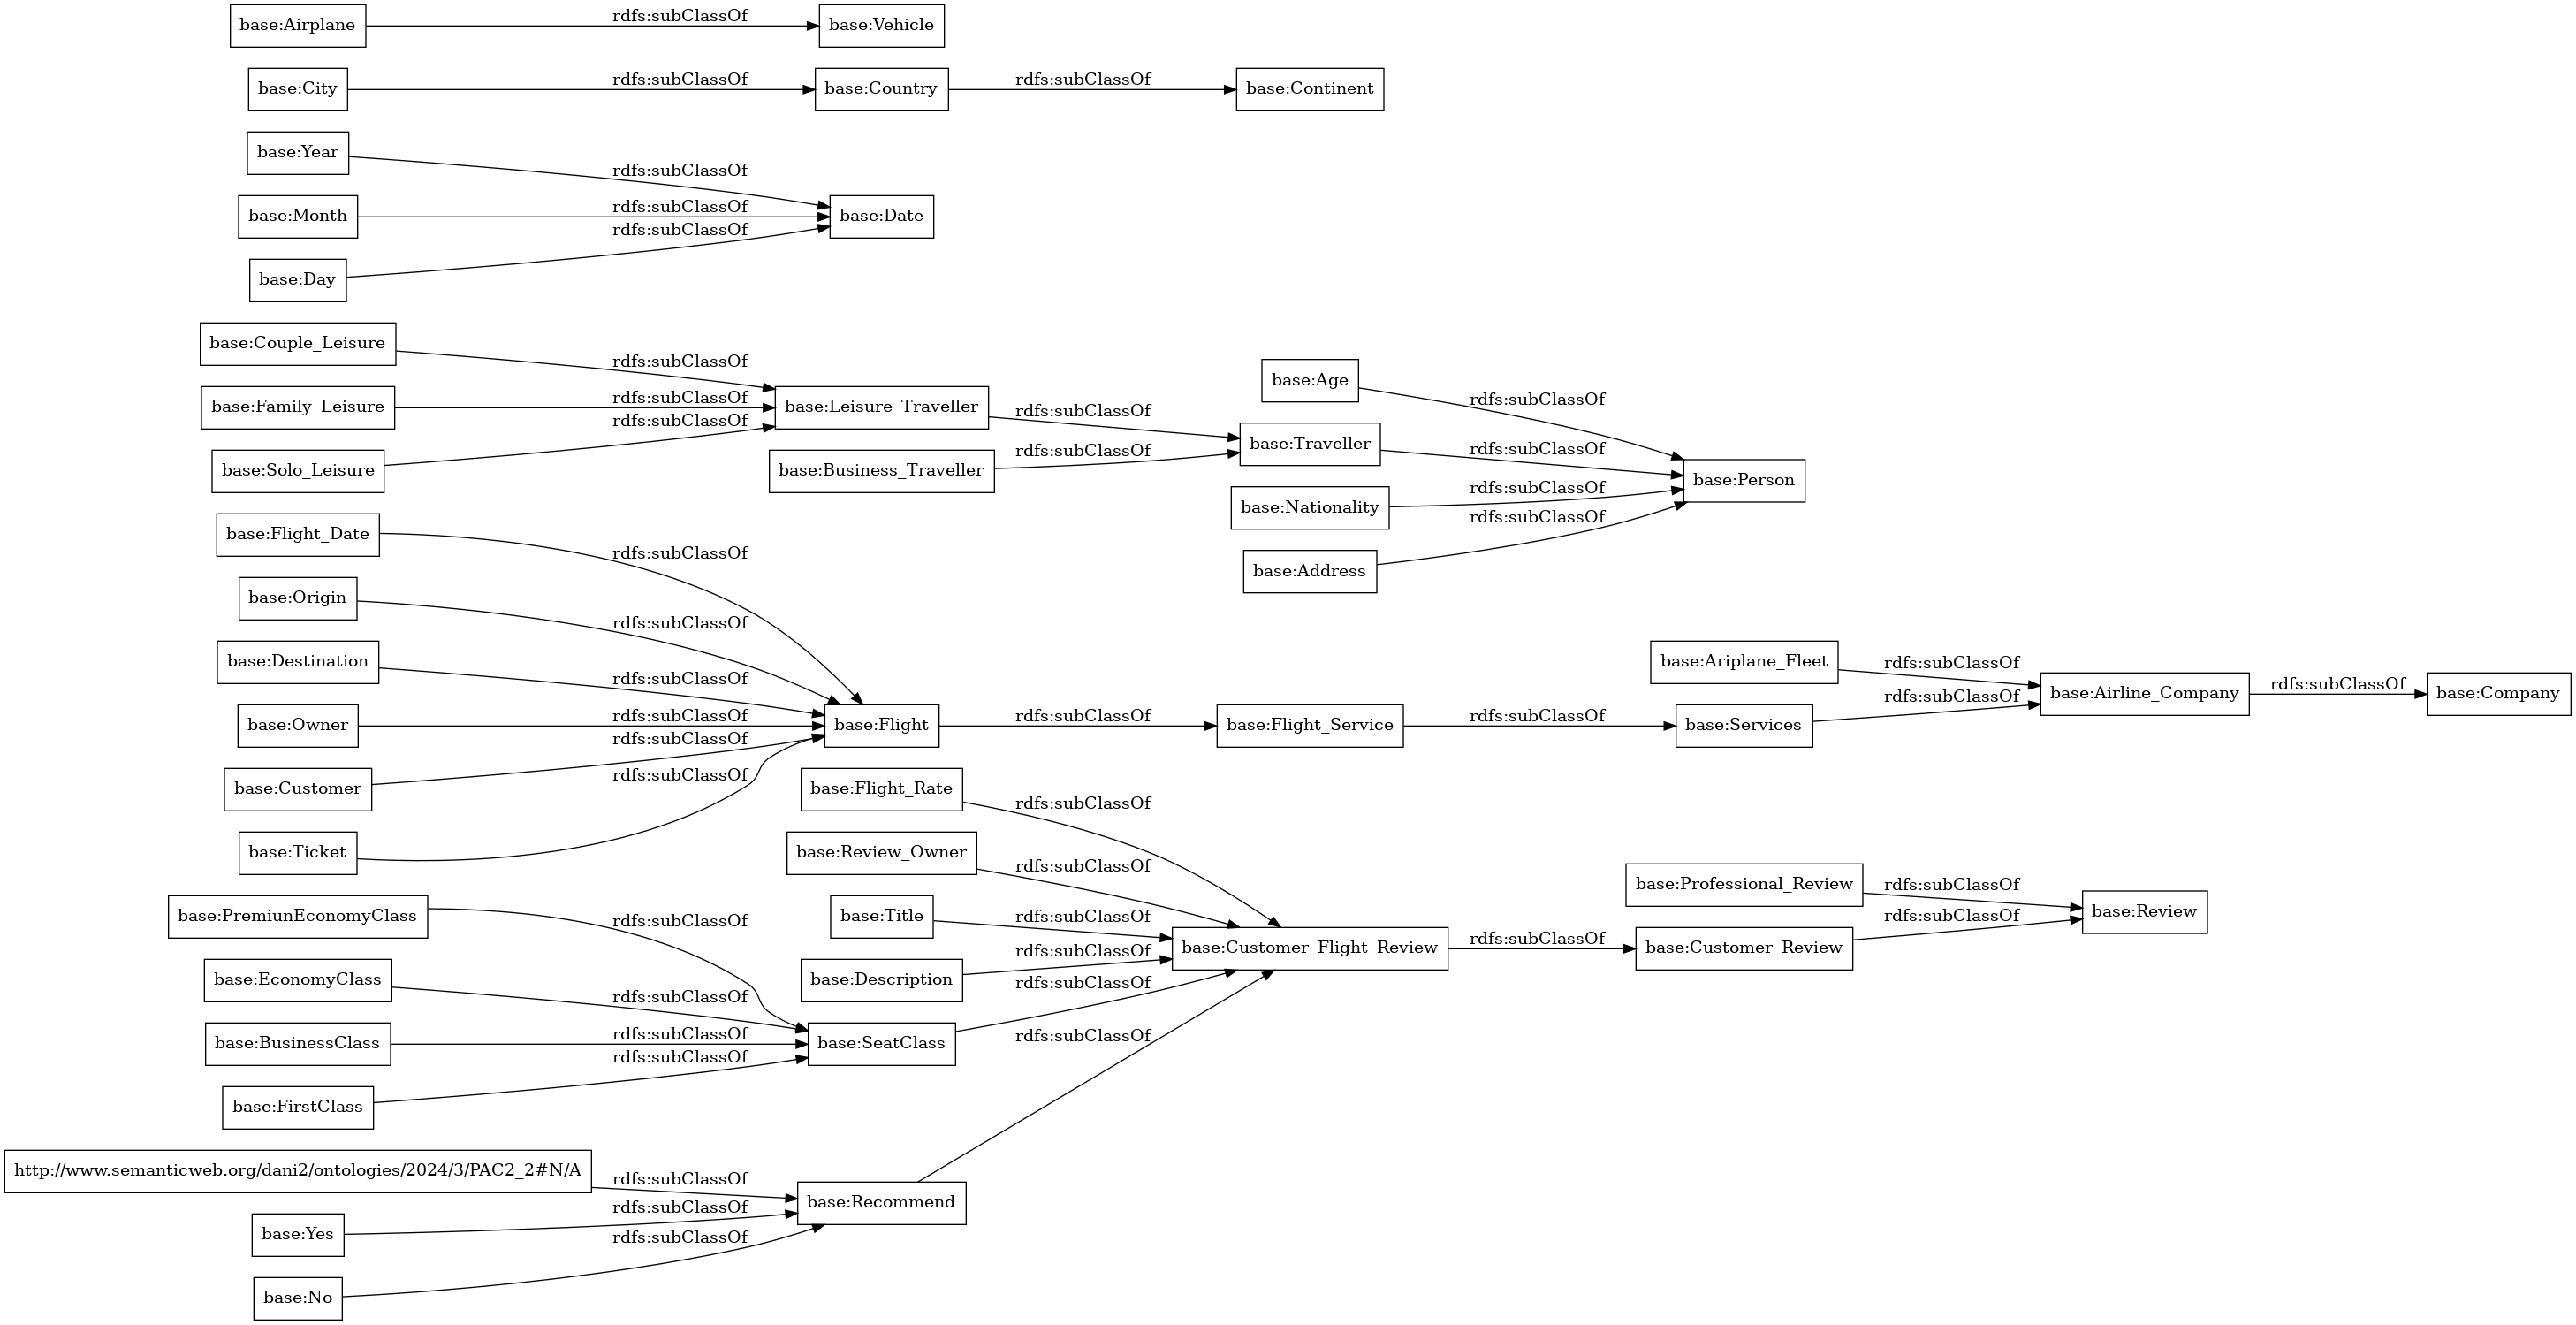 base:Airplane rdfs:subClassOf base:Vehicle
base:City rdfs:subClassOf base:Country rdfs:subClassOf base:Continent
base:Year rdfs:subClassOf
base:Month rdfs:subClassOf base:Date
base:Day rdfs:subClassOf
base:Couple_Leisure rdfs:subClassOf
base:Family_Leisure rdfs:subClassOf base:Leisure_Traveller rdfs:subClassOf
base:Solo_Leisure rdfs:subClassOf
base:Business_Traveller rdfs:subClassOf base:Traveller rdfs:subClassOf
base:Age rdfs:subClassOf
base:Nationality rdfs:subClassOf base:Person
base:Address rdfs:subClassOf
base:Flight_Date rdfs:subClassOf
base:Origin rdfs:subClassOf
base:Destination rdfs:subClassOf
base:Owner rdfs:subClassOf base:Flight rdfs:subClassOf base:Flight_Service rdfs:subClassOf base:Services rdfs:subClassOf
base:Ariplane_Fleet rdfs:subClassOf base:Airline_Company rdfs:subClassOf base:Company
base:Customer rdfs:subClassOf
base:Ticket rdfs:subClassOf
base:Flight_Rate rdfs:subClassOf
base:Review_Owner rdfs:subClassOf
base:Title rdfs:subClassOf
base:Description rdfs:subClassOf
base:Customer_Flight_Review rdfs:subClassOf base:Customer_Review rdfs:subClassOf
base:Professional_Review rdfs:subClassOf base:Review
base:PremiunEconomyClass rdfs:subClassOf
base:EconomyClass rdfs:subClassOf
base:BusinessClass rdfs:subClassOf base:SeatClass rdfs:subClassOf
base:FirstClass rdfs:subClassOf
http://www.semanticweb.org/dani2/ontologies/2024/3/PAC2_2#N/A rdfs:subClassOf
base:Yes rdfs:subClassOf base:Recommend rdfs:subClassOf
base:No rdfs:subClassOf